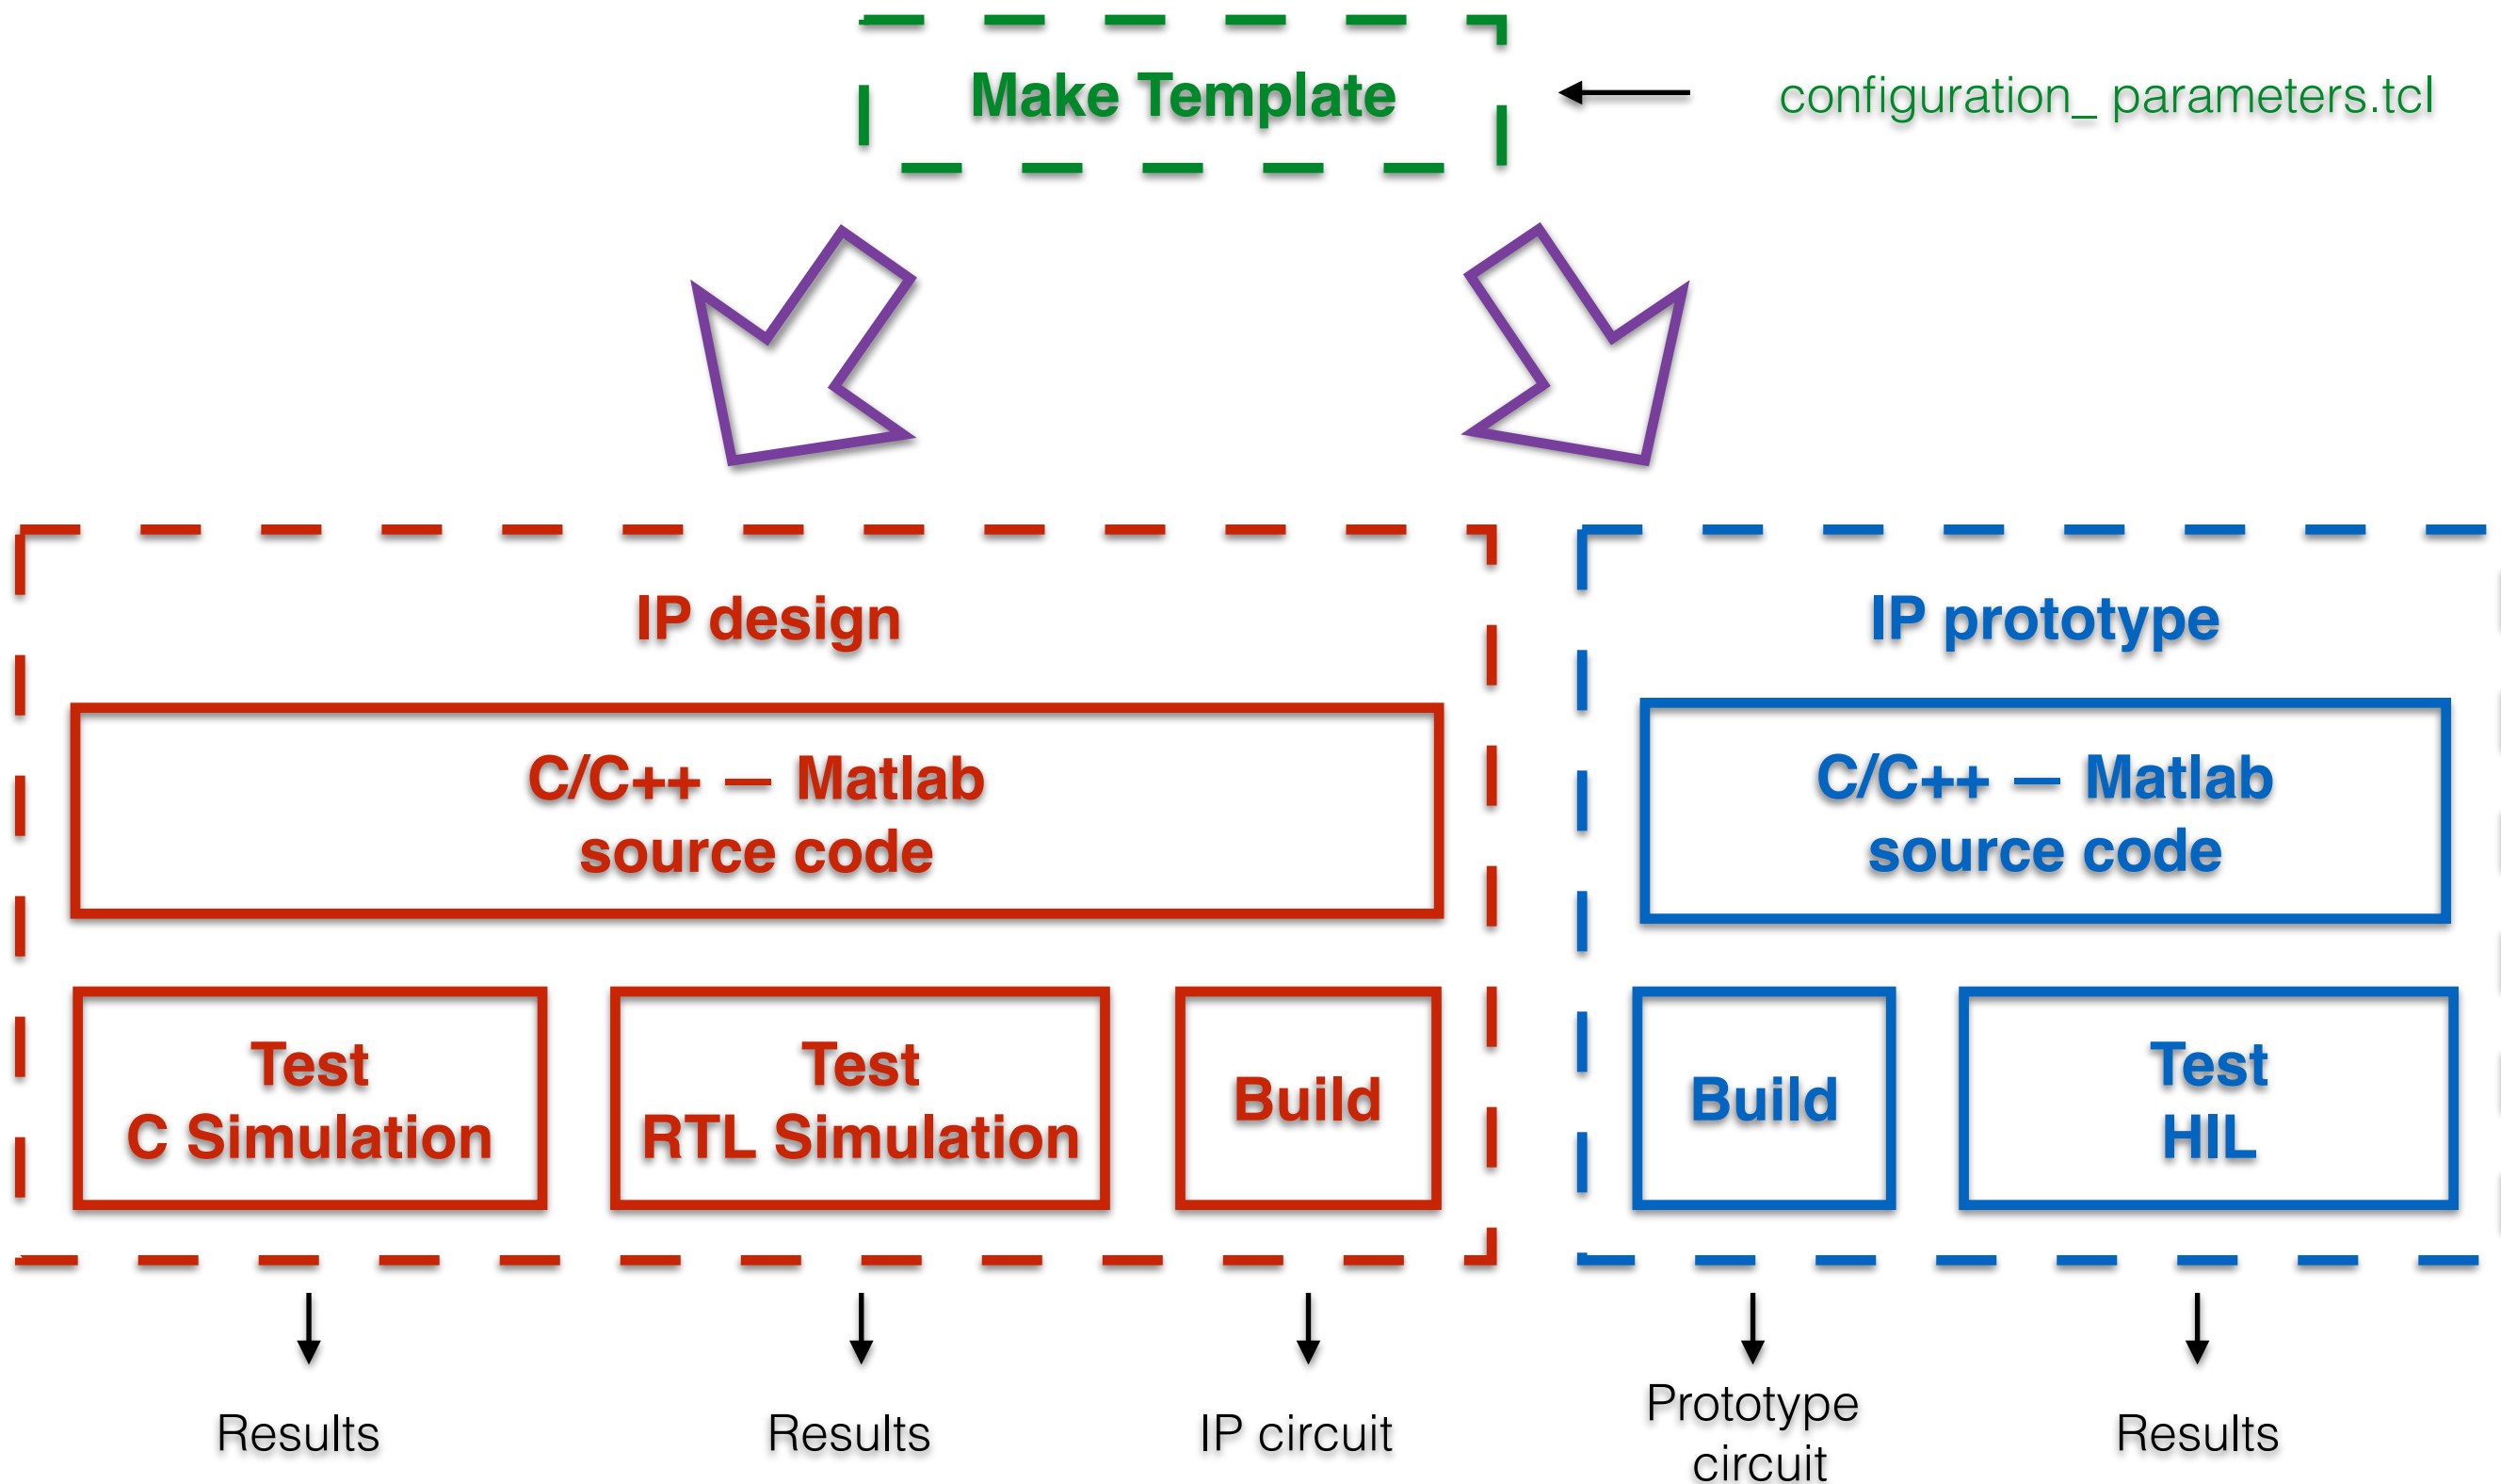 Make Template
configuration_ parameters.tcl
IP design
IP prototype
C/C++ — Matlab
source code
C/C++ — Matlab
source code
Test
C Simulation
Test
RTL Simulation
Build
Build
Test
HIL
Results
Results
IP circuit
Prototype
circuit
Results